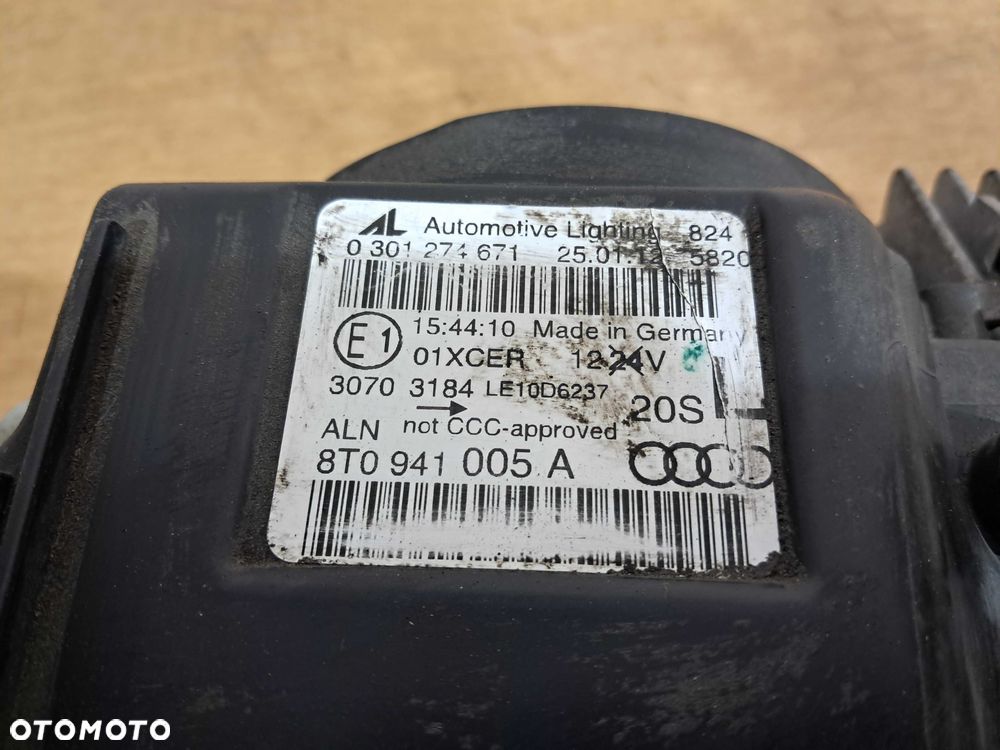 AL Automotive Lighting 824
0 301 274 671 25.01.12 5820
15:44:10 Made in Germany
E1 01XCER 12 24V
3070 3184 LE10D6237
20S L
ALN not CCC-approved
8T0 941 005 A
OTOMOTO